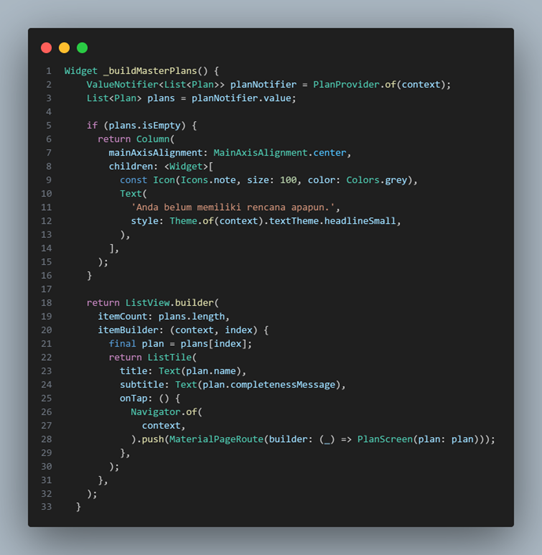 1 Widget _buildMasterPlans() {
2 ValueNotifier<List<Plan>> planNotifier = PlanProvider.of(context);
3 List<Plan> plans = planNotifier.value;
4
5 if (plans.isEmpty) {
6 return Column(
7 mainAxisAlignment: MainAxisAlignment.center,
8 children: <Widget>[
9 const Icon(Icons.note, size: 100, color: Colors.grey),
10 Text(
11 'Anda belum memiliki rencana apapun.',
12 style: Theme.of(context).textTheme.headlineSmall,
13 ),
14 ],
15 );
16 }
17
18 return ListView.builder(
19 itemCount: plans.length,
20 itemBuilder: (context, index) {
21 final plan = plans[index];
22 return ListTile(
23 title: Text(plan.name),
24 subtitle: Text(plan.completenessMessage),
25 onTap: () {
26 Navigator.of(
27 context,
28 ).push(MaterialPageRoute(builder: (_) => PlanScreen(plan: plan)));
29 },
30 );
31 },
32 );
33 }